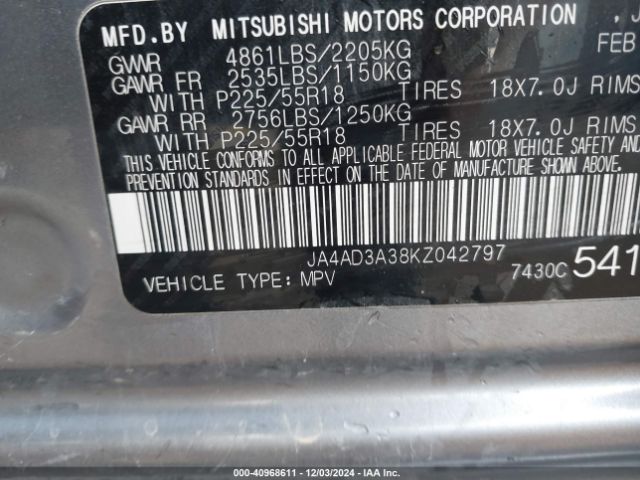 MFD.BY MITSUBISHI MOTORS CORPORATION
FEB
GVWR 4861LBS/2205KG
GAWR FR 2535LBS/1150KG
WITH P225/55R18 TIRES 18X7.0J RIMS
GAWR RR 2756LBS/1250KG
WITH P225/55R18 TIRES 18X7.0J RIMS
THIS VEHICLE CONFORMS TO ALL APPLICABLE FEDERAL MOTOR VEHICLE SAFETY AND
PREVENTION STANDARDS IN EFFECT ON THE DATE OF MANUFACTURE SHOWN ABOVE.
JA4AD3A38KZ042797
VEHICLE TYPE: MPV 7430C 541
000-40968611 - 12/03/2024 - IAA Inc.